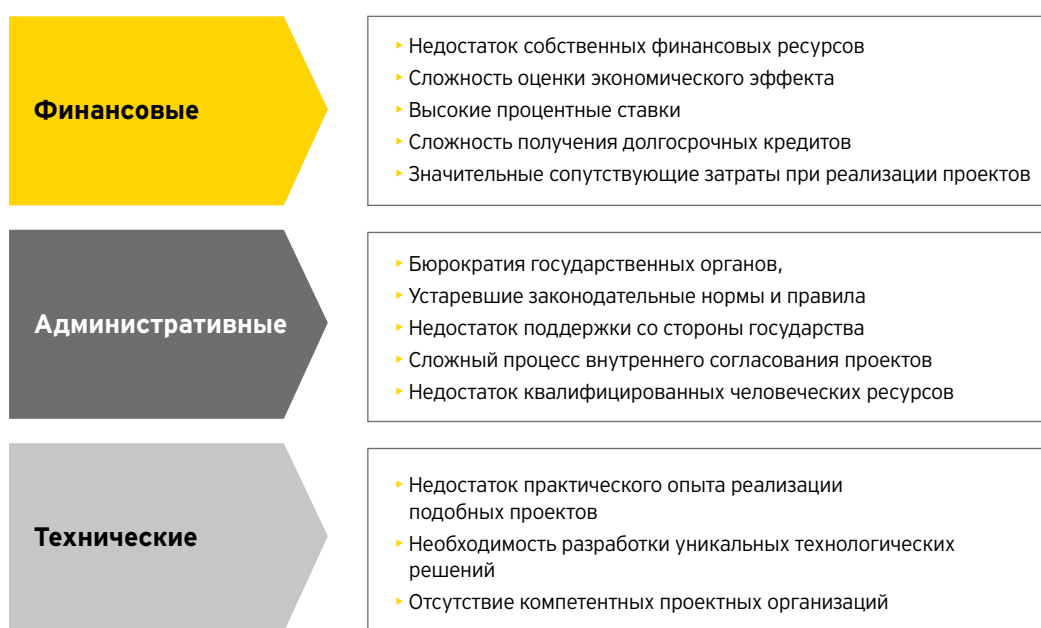 Финансовые
‣ Недостаток собственных финансовых ресурсов
‣ Сложность оценки экономического эффекта
‣ Высокие процентные ставки
‣ Сложность получения долгосрочных кредитов
‣ Значительные сопутствующие затраты при реализации проектов
Административные
‣ Бюрократия государственных органов,
‣ Устаревшие законодательные нормы и правила
‣ Недостаток поддержки со стороны государства
‣ Сложный процесс внутреннего согласования проектов
‣ Недостаток квалифицированных человеческих ресурсов
Технические
‣ Недостаток практического опыта реализации
подобных проектов
‣ Необходимость разработки уникальных технологических
решений
‣ Отсутствие компетентных проектных организаций